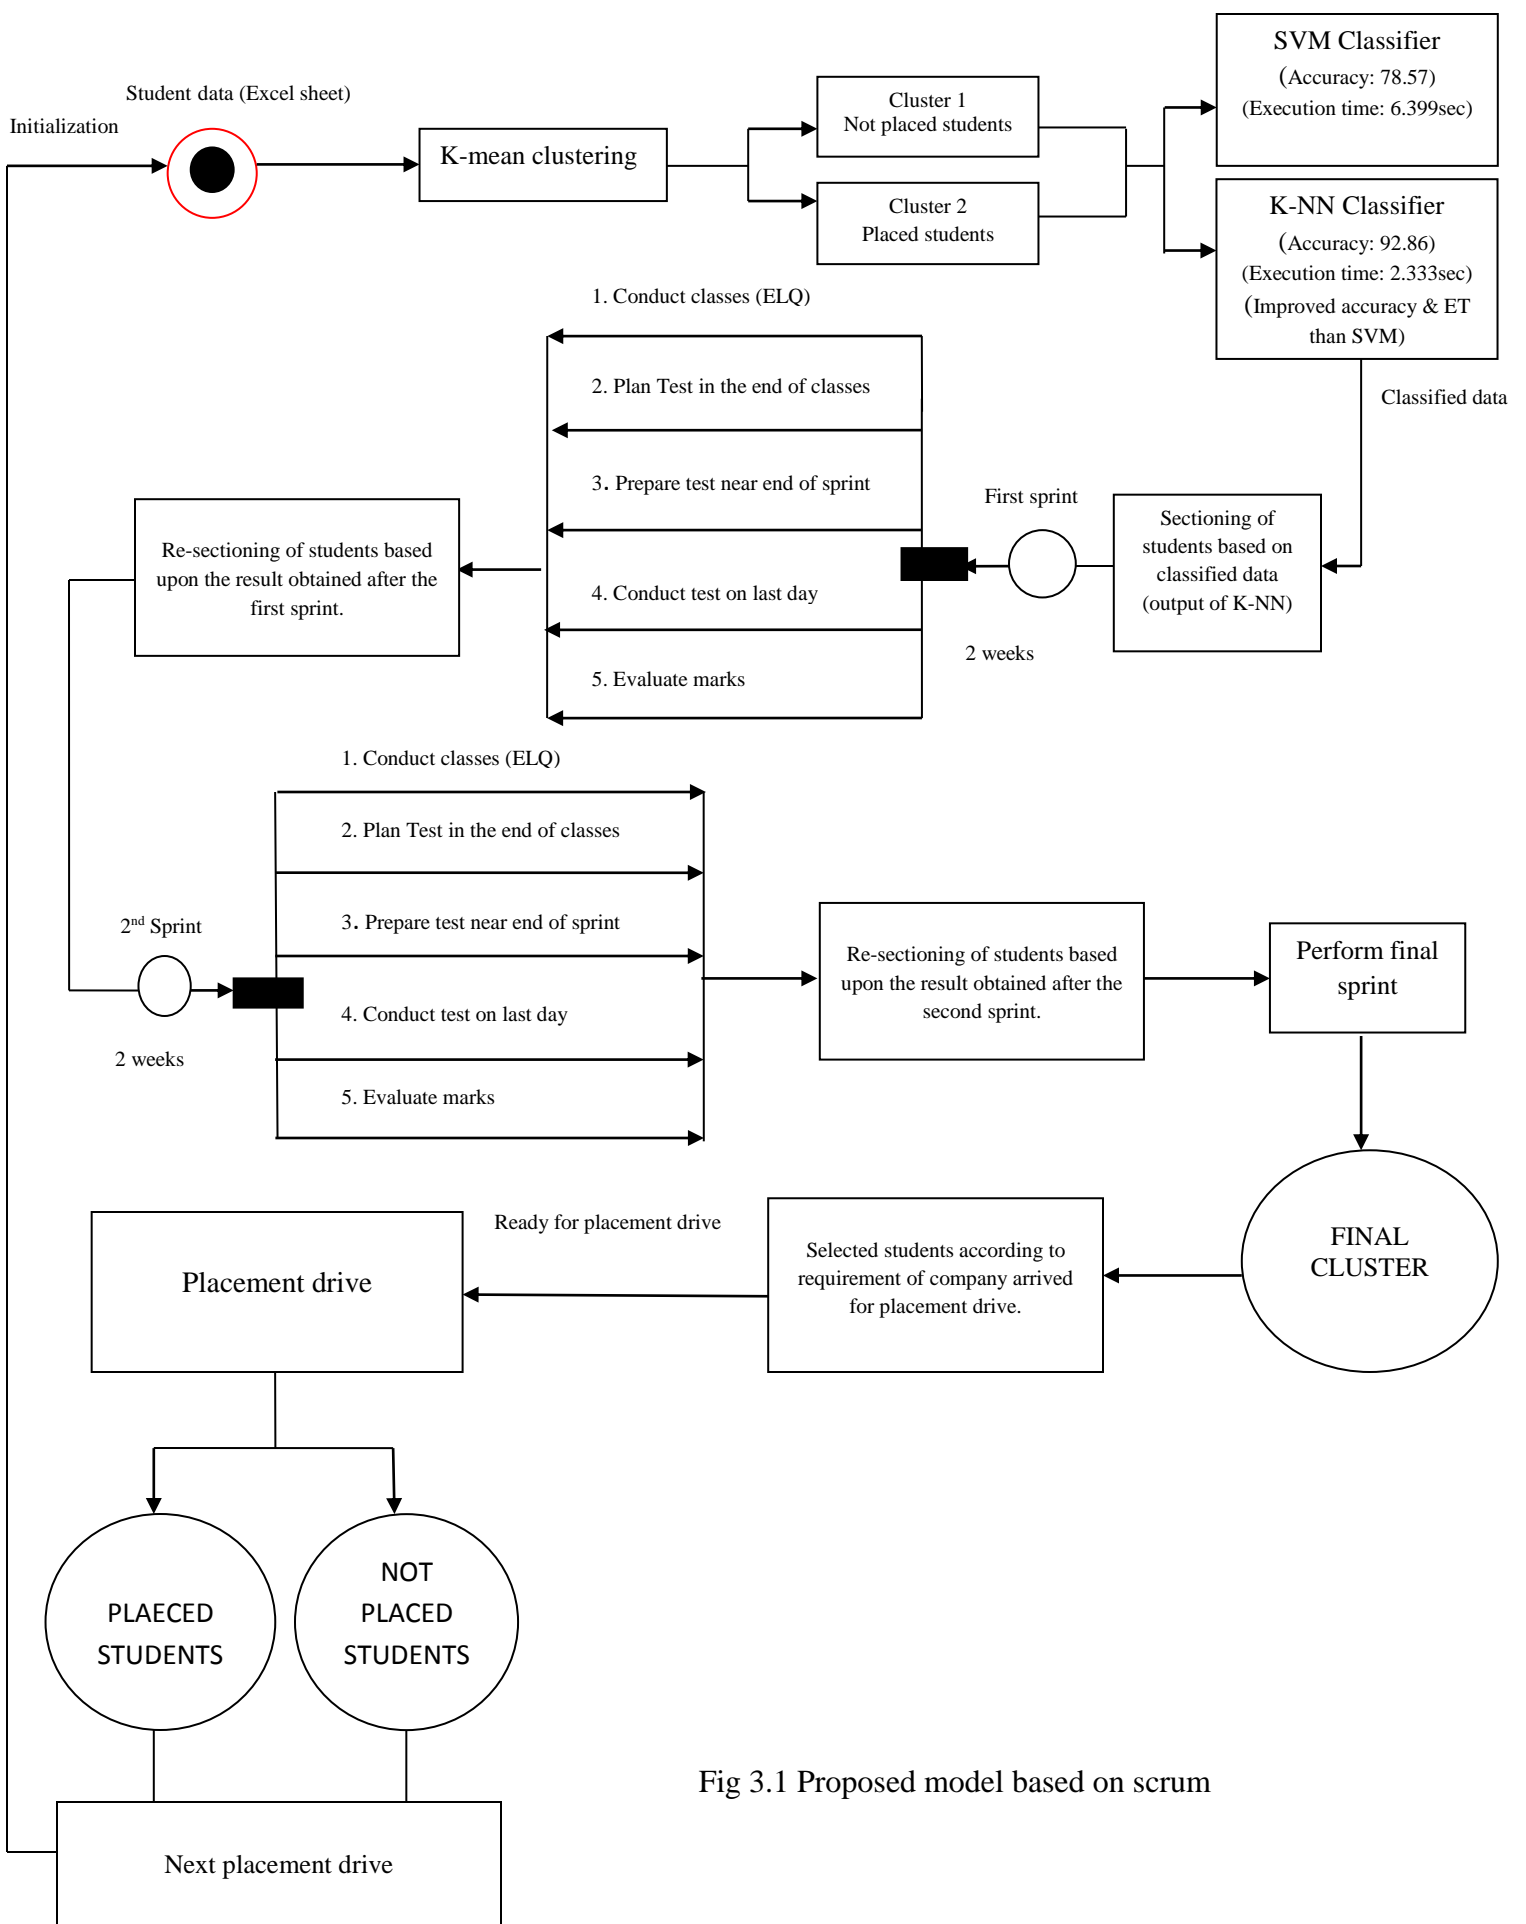 SVM Classifier
(Accuracy: 78.57)
(Execution time: 6.399sec)
Student data (Excel sheet)
Initialization
K-mean clustering
Cluster 1
Not placed students
Cluster 2
Placed students
K-NN Classifier
(Accuracy: 92.86)
(Execution time: 2.333sec)
(Improved accuracy & ET
than SVM)
Classified data
1. Conduct classes (ELQ)
2. Plan Test in the end of classes
3. Prepare test near end of sprint
4. Conduct test on last day
5. Evaluate marks
First sprint
2 weeks
Sectioning of
students based on
classified data
(output of K-NN)
Re-sectioning of students based
upon the result obtained after the
first sprint.
1. Conduct classes (ELQ)
2. Plan Test in the end of classes
3. Prepare test near end of sprint
4. Conduct test on last day
5. Evaluate marks
2nd Sprint
2 weeks
Re-sectioning of students based
upon the result obtained after the
second sprint.
Perform final
sprint
FINAL
CLUSTER
Selected students according to
requirement of company arrived
for placement drive.
Ready for placement drive
Placement drive
PLAECED
STUDENTS
NOT
PLACED
STUDENTS
Next placement drive
Fig 3.1 Proposed model based on scrum